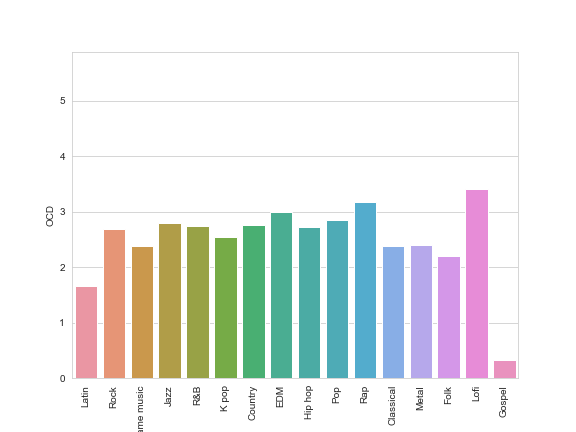 OCD
5
4
3
2
1
0
Latin
Rock
ame music
Jazz
R&B
K pop
Country
EDM
Hip hop
Pop
Rap
Classical
Metal
Folk
Lofi
Gospel